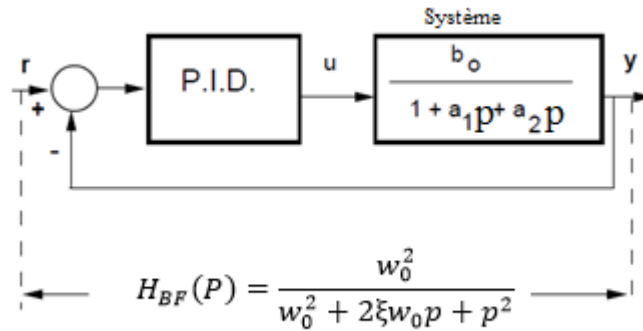 Système
r
+
-
P.I.D.
u
b₀
1 + a₁p + a₂p
y
H_BF(P) = w₀² / (w₀² + 2ξw₀p + p²)